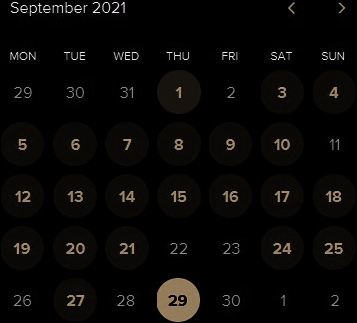 September 2021
MON TUE WED THU FRI SAT SUN
29 30 31 1 2 3 4
5 6 7 8 9 10 11
12 13 14 15 16 17 18
19 20 21 22 23 24 25
26 27 28 29 30 1 2